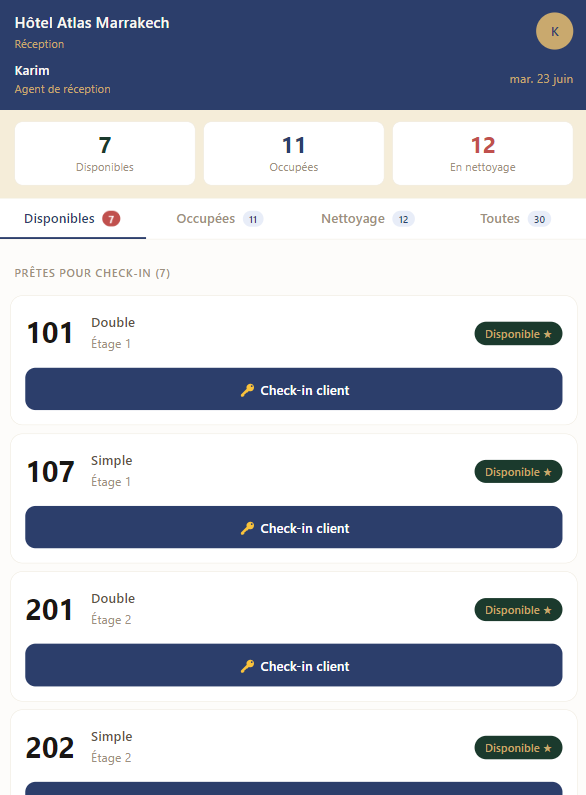 Hôtel Atlas Marrakech
Réception
K
Karim
Agent de réception
mar. 23 juin
7
Disponibles
11
Occupées
12
En nettoyage
Disponibles 7
Occupées 11
Nettoyage 12
Toutes 30
PRÊTES POUR CHECK-IN (7)
101
Double
Étage 1
Disponible ★
🔑 Check-in client
107
Simple
Étage 1
Disponible ★
🔑 Check-in client
201
Double
Étage 2
Disponible ★
🔑 Check-in client
202
Simple
Étage 2
Disponible ★